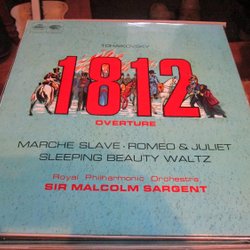 TCHAIKOVSKY
1812
OVERTURE
MARCHE SLAVE · ROMEO & JULIET
SLEEPING BEAUTY WALTZ
Royal Philharmonic Orchestra,
SIR MALCOLM SARGENT